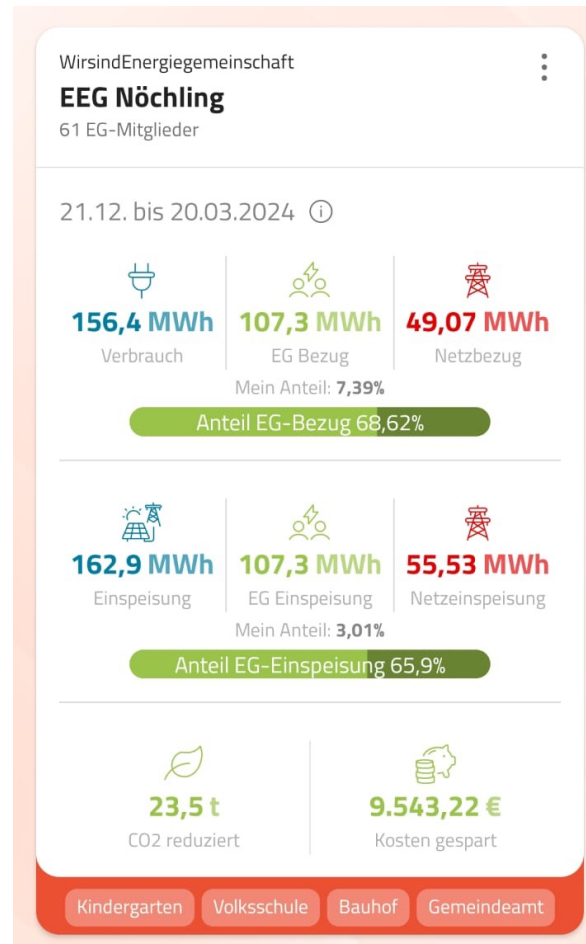 WirsindEnergiegemeinschaft
EEG Nöchling
61 EG-Mitglieder
21.12. bis 20.03.2024
156,4 MWh 107,3 MWh 49,07 MWh
Verbrauch EG Bezug Netzbezug
Mein Anteil: 7,39%
Anteil EG-Bezug 68,62%
162,9 MWh 107,3 MWh 55,53 MWh
Einspeisung EG Einspeisung Netzeinspeisung
Mein Anteil: 3,01%
Anteil EG-Einspeisung 65,9%
23,5 t 9.543,22 €
CO2 reduziert Kosten gespart
Kindergarten Volksschule Bauhof Gemeindeamt